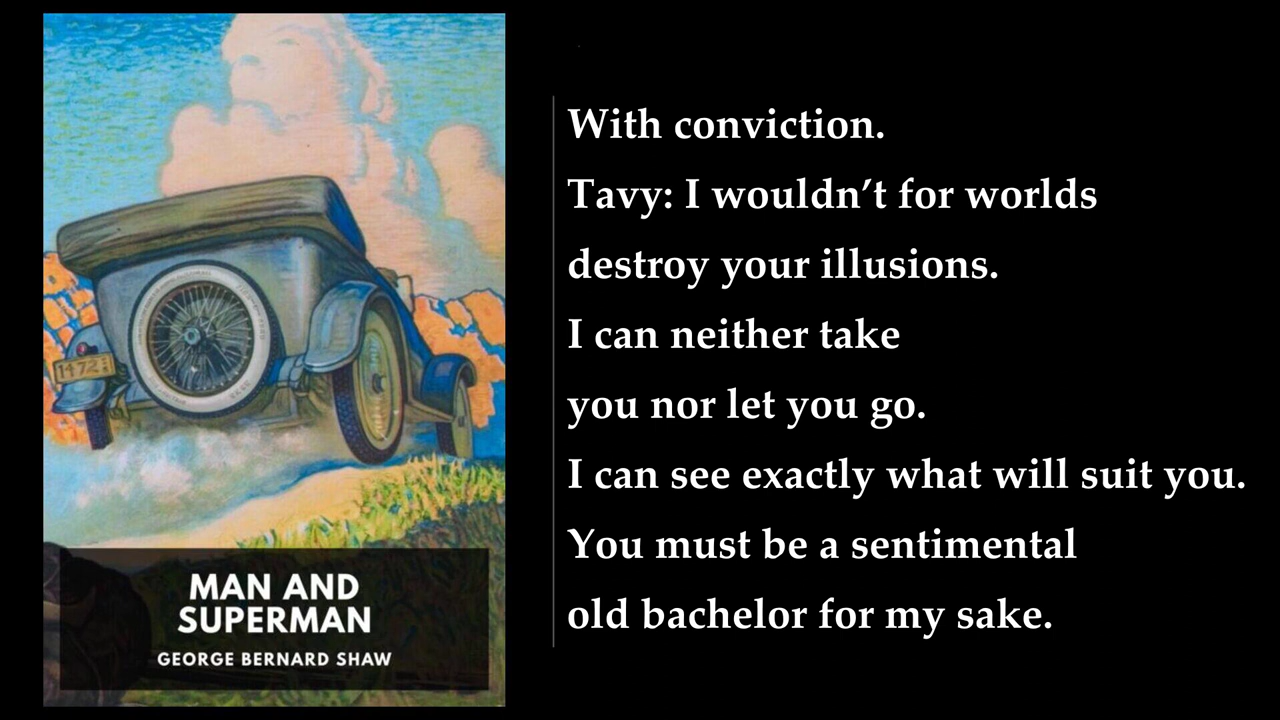 With conviction.
Tavy: I wouldn’t for worlds
destroy your illusions.
I can neither take
you nor let you go.
I can see exactly what will suit you.
You must be a sentimental
old bachelor for my sake.
1472
MAN AND
SUPERMAN
GEORGE BERNARD SHAW